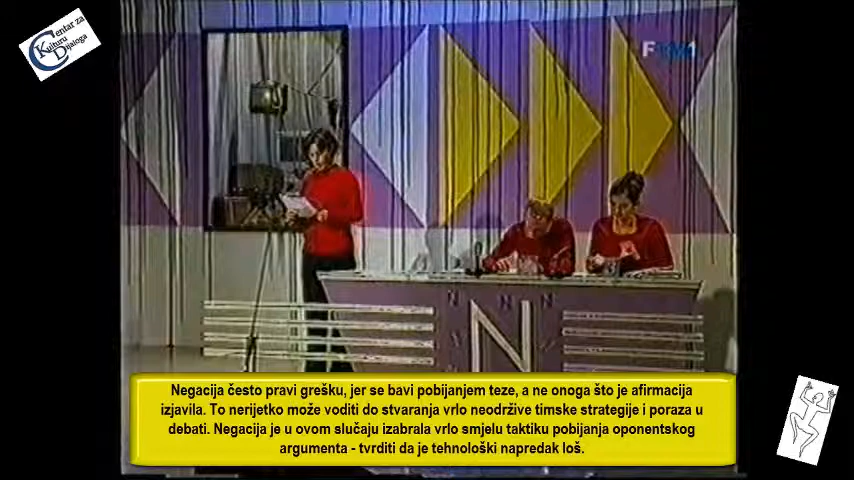 Centar za
Kulturu
Dijaloga
N
N N N
N
Negacija često pravi grešku, jer se bavi pobijanjem teze, a ne onoga što je afirmacija
izjavila. To nerijetko može voditi do stvaranja vrlo neodržive timske strategije i poraza u
debati. Negacija je u ovom slučaju izabrala vrlo smjelu taktiku pobijanja oponentskog
argumenta - tvrditi da je tehnološki napredak loš.